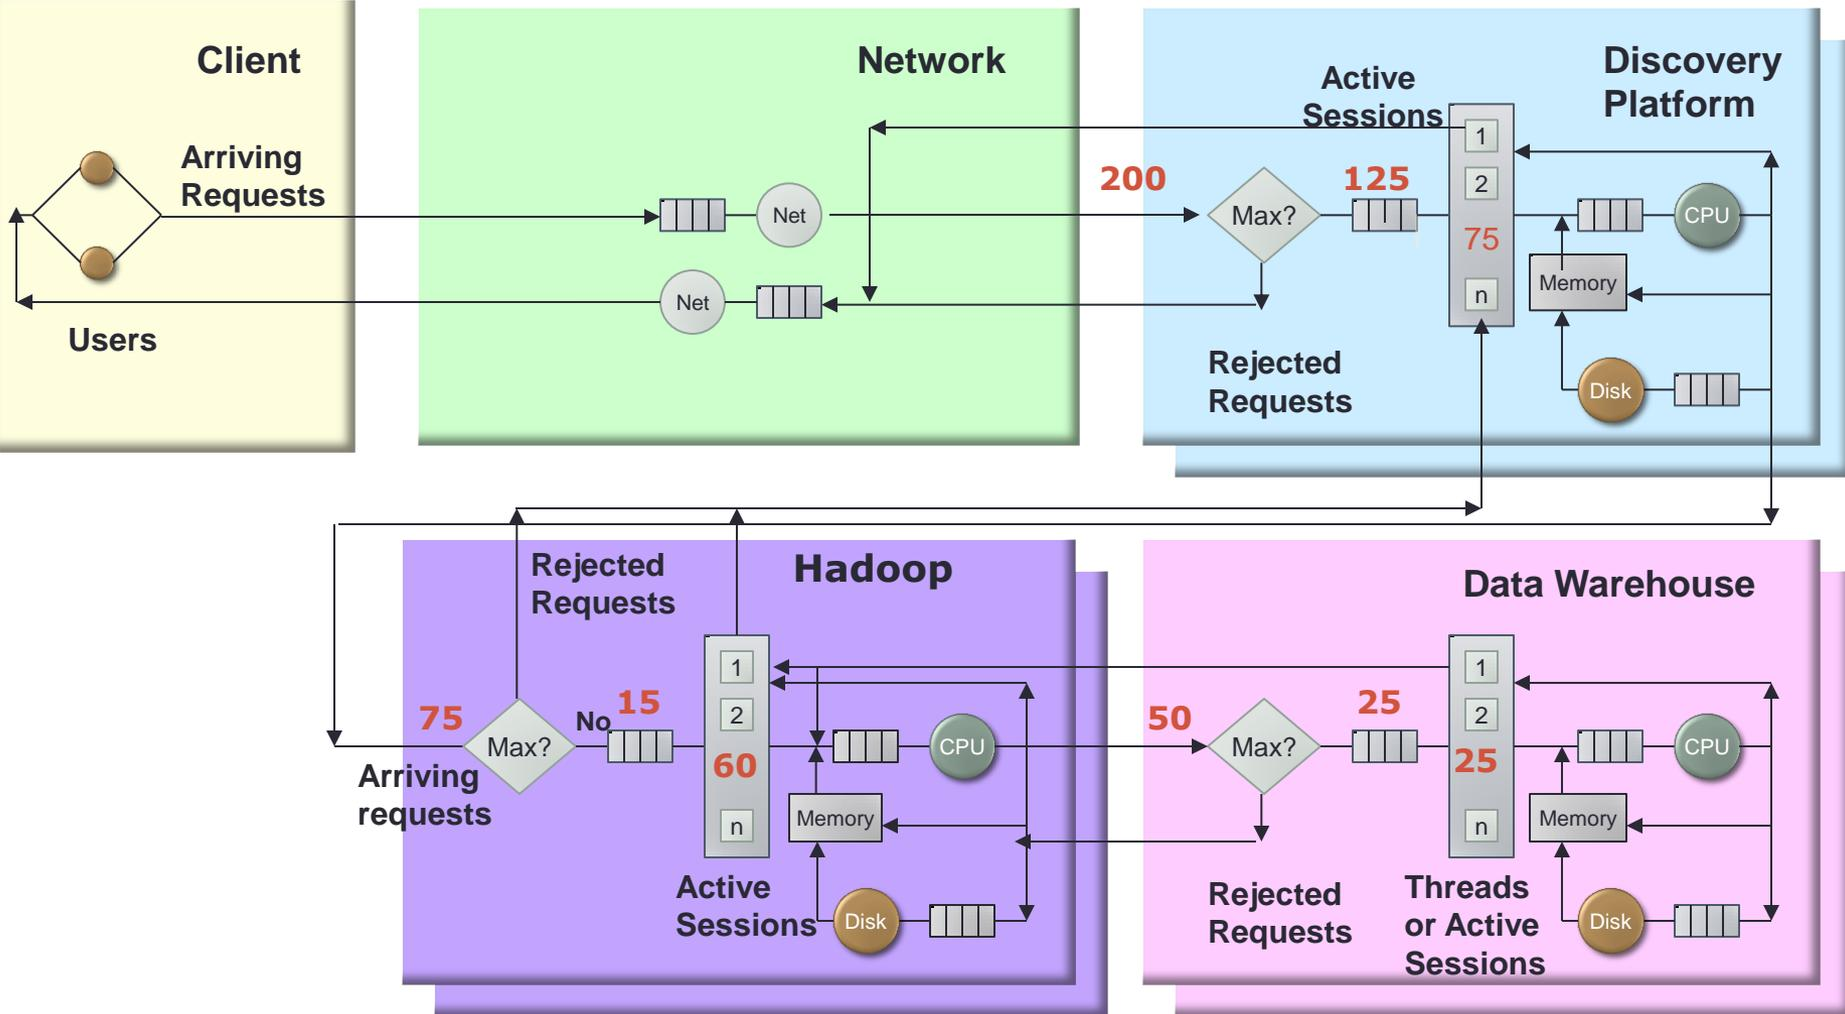 Client
Arriving
Requests
Users
Network
Net
Net
Discovery
Platform
Active
Sessions
200
Max?
125
1
2
75
n
CPU
Memory
Disk
Rejected
Requests
Hadoop
Rejected
Requests
75
Max?
No
15
Arriving
requests
1
2
60
n
CPU
Memory
Disk
Active
Sessions
Data Warehouse
50
Max?
25
1
2
25
n
CPU
Memory
Disk
Rejected
Requests
Threads
or Active
Sessions